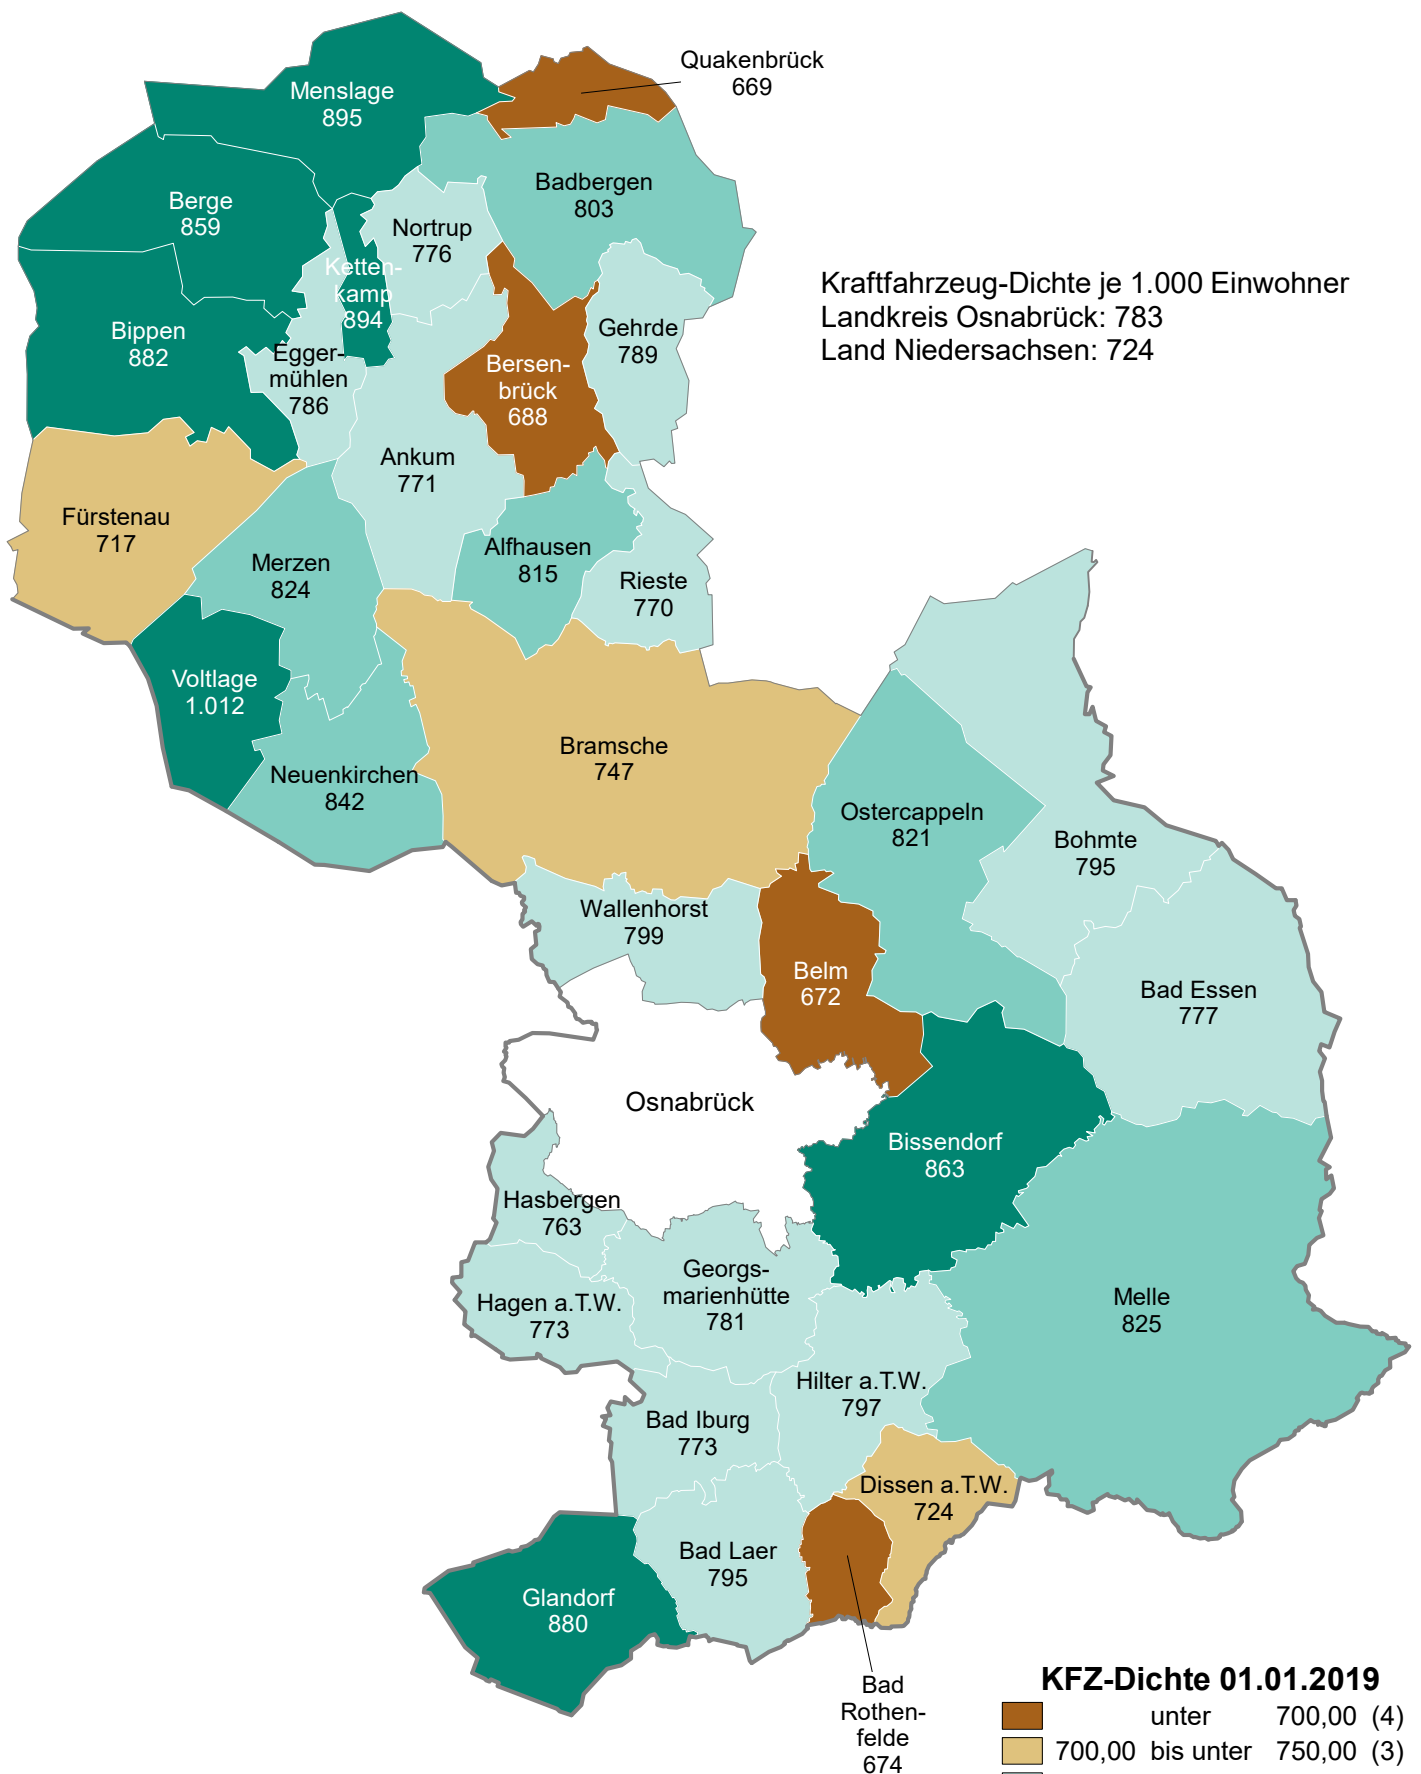 Quakenbrück
669
Menslage
895
Badbergen
803
Berge
859
Nortrup
776
Ketten-
kamp
894
Kraftfahrzeug-Dichte je 1.000 Einwohner
Landkreis Osnabrück: 783
Land Niedersachsen: 724
Bippen
882
Gehrde
789
Egger-
mühlen
786
Bersen-
brück
688
Ankum
771
Fürstenau
717
Merzen
824
Alfhausen
815
Rieste
770
Voltlage
1.012
Bramsche
747
Neuenkirchen
842
Ostercappeln
821
Bohmte
795
Wallenhorst
799
Belm
672
Bad Essen
777
Osnabrück
Bissendorf
863
Hasbergen
763
Georgs-
marienhütte
781
Hagen a.T.W.
773
Melle
825
Hilter a.T.W.
797
Bad Iburg
773
Dissen a.T.W.
724
Bad Laer
795
Glandorf
880
Bad
Rothen-
felde
674
KFZ-Dichte 01.01.2019
unter 700,00 (4)
700,00 bis unter 750,00 (3)